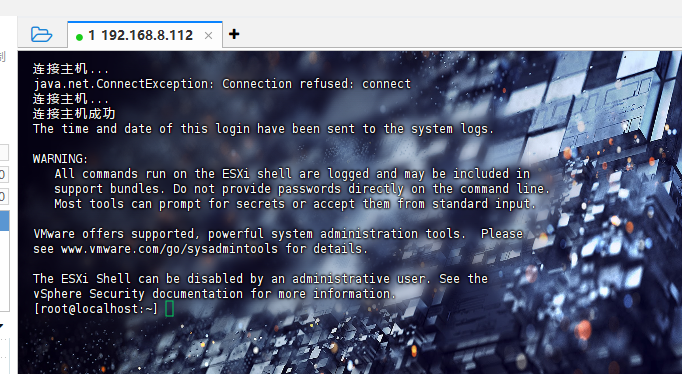 1 192.168.8.112
制
连接主机...
java.net.ConnectException: Connection refused: connect
连接主机...
连接主机成功
The time and date of this login have been sent to the system logs.
WARNING:
All commands run on the ESXi shell are logged and may be included in
support bundles. Do not provide passwords directly on the command line.
Most tools can prompt for secrets or accept them from standard input.
VMware offers supported, powerful system administration tools.  Please
see www.vmware.com/go/sysadmintools for details.
The ESXi Shell can be disabled by an administrative user. See the
vSphere Security documentation for more information.
[root@localhost:~]
0
0